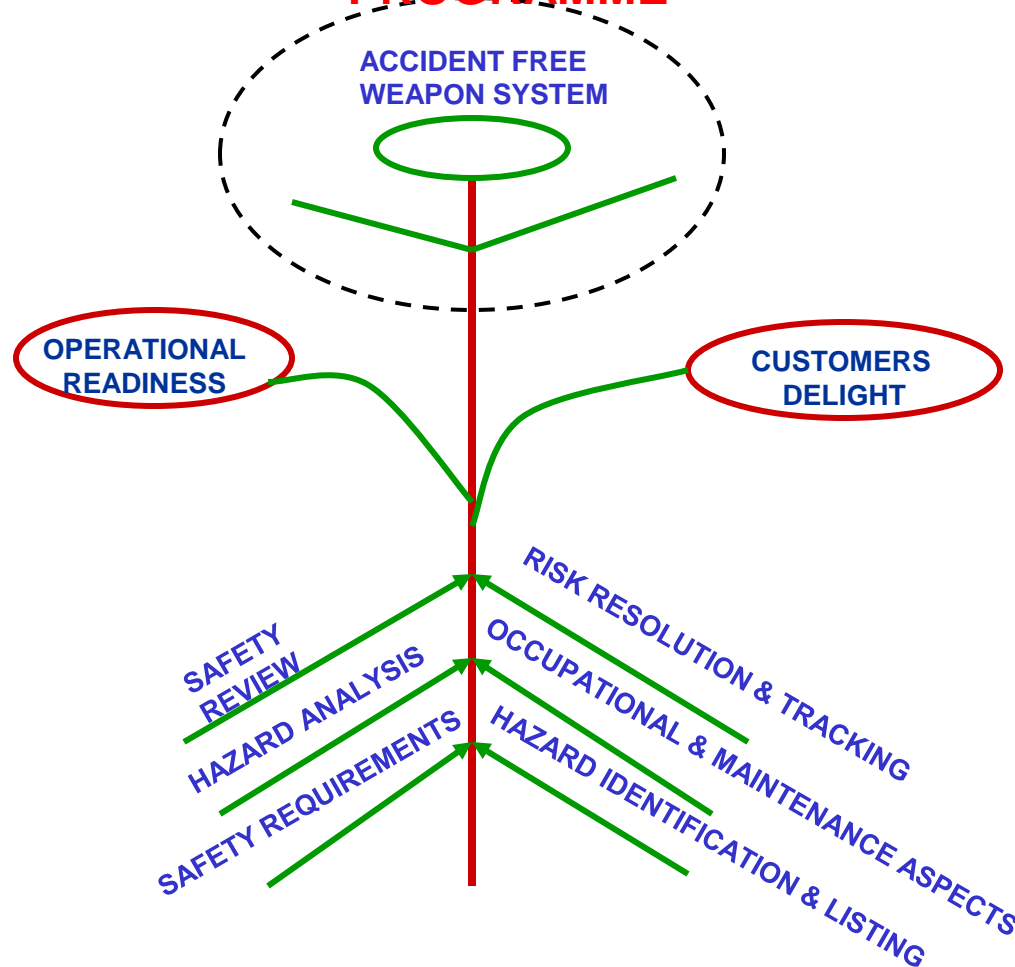 PROGRAMME
ACCIDENT FREE
WEAPON SYSTEM
OPERATIONAL
READINESS
CUSTOMERS
DELIGHT
SAFETY
REVIEW
HAZARD ANALYSIS
SAFETY REQUIREMENTS
RISK RESOLUTION & TRACKING
OCCUPATIONAL & MAINTENANCE ASPECTS
HAZARD IDENTIFICATION & LISTING